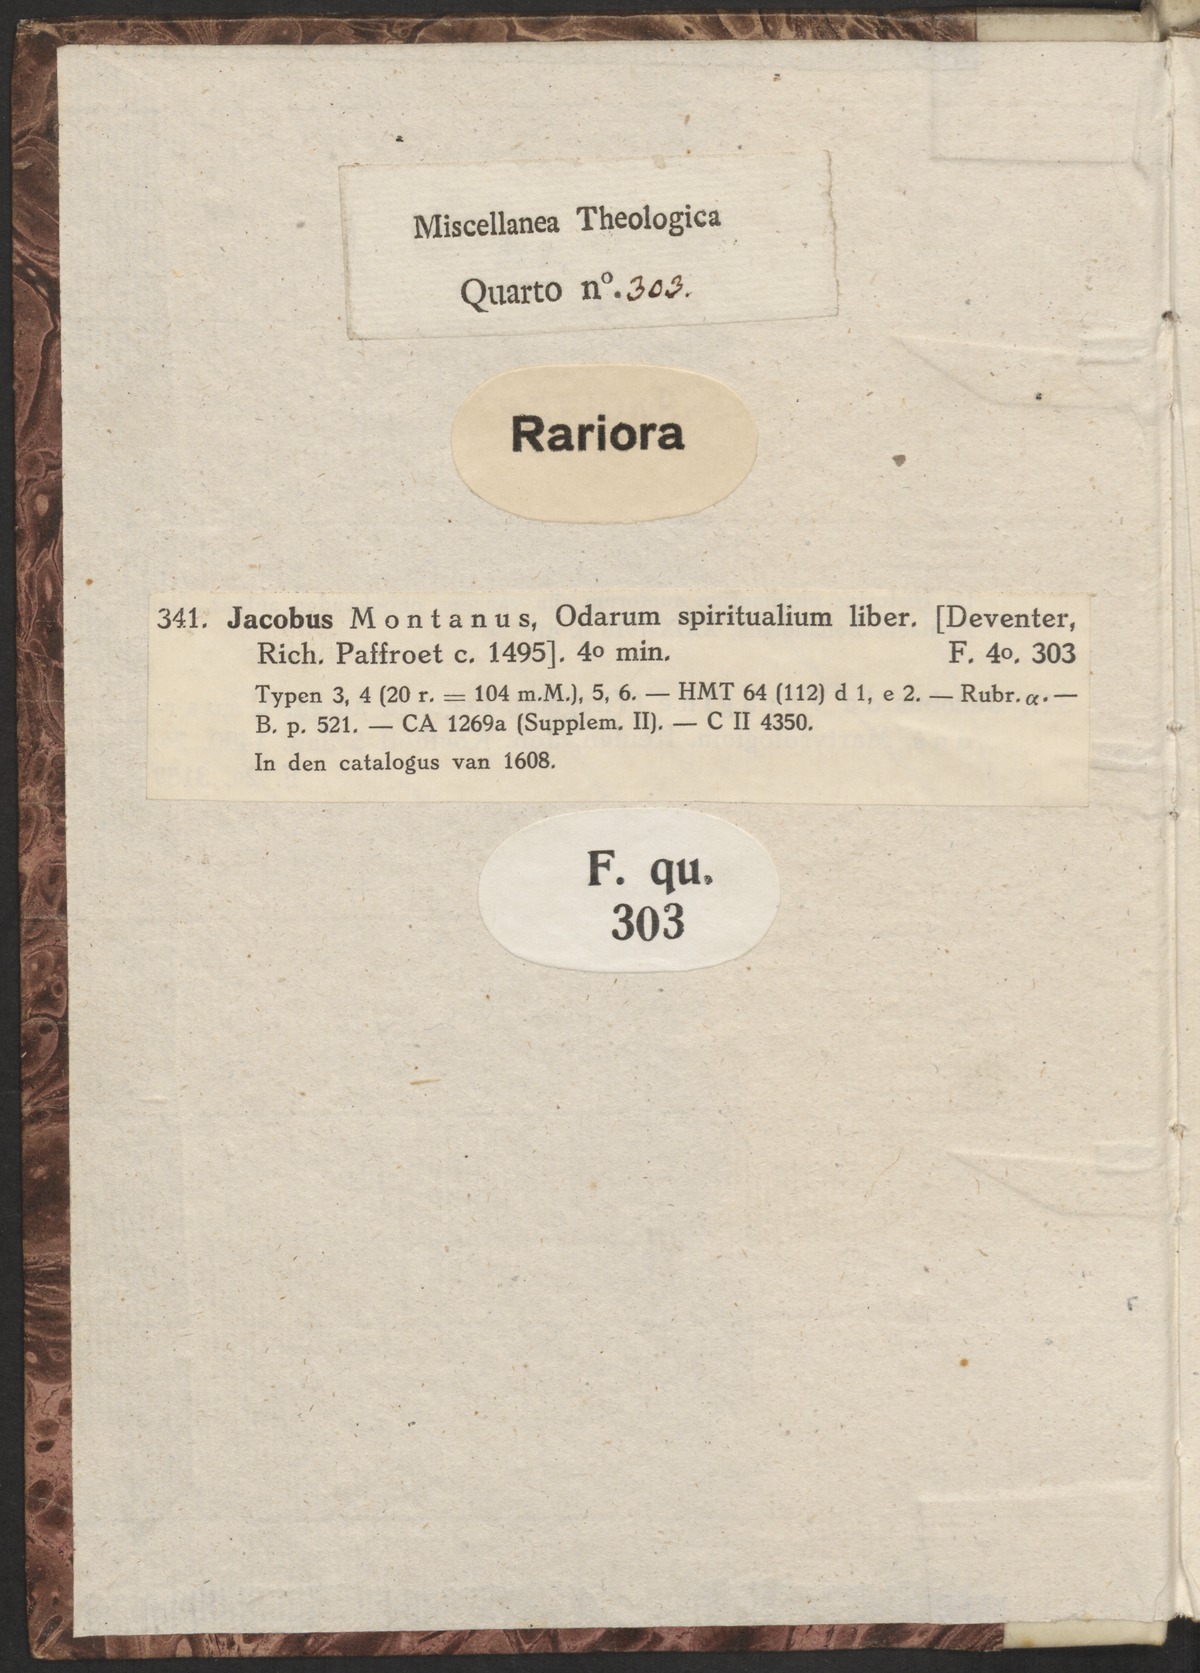 Miscellanea Theologica
Quarto nº. 303.
Rariora
341. Jacobus Montanus, Odarum spiritualium liber. [Deventer,
Rich. Paffroet c. 1495]. 4o min. F. 4o. 303
Typen 3, 4 (20 r. = 104 m.M.), 5, 6. — HMT 64 (112) d 1, e 2. — Rubr. α. —
B. p. 521. — CA 1269a (Supplem. II). — C II 4350.
In den catalogus van 1608.
F. qu.
303